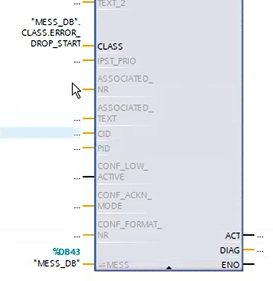 TEXT_2
"MESS_DB".
CLASS.ERROR_
DROP_START
CLASS
... IPST_PRIO
ASSOCIATED_
... NR
ASSOCIATED_
... TEXT
... CID
... PID
CONF_LOW_
... ACTIVE
CONF_ACKN_
... MODE
CONF_FORMAT_
... NR
ACT ...
%DB43
DIAG ...
"MESS_DB"
⇌MESS
ENO